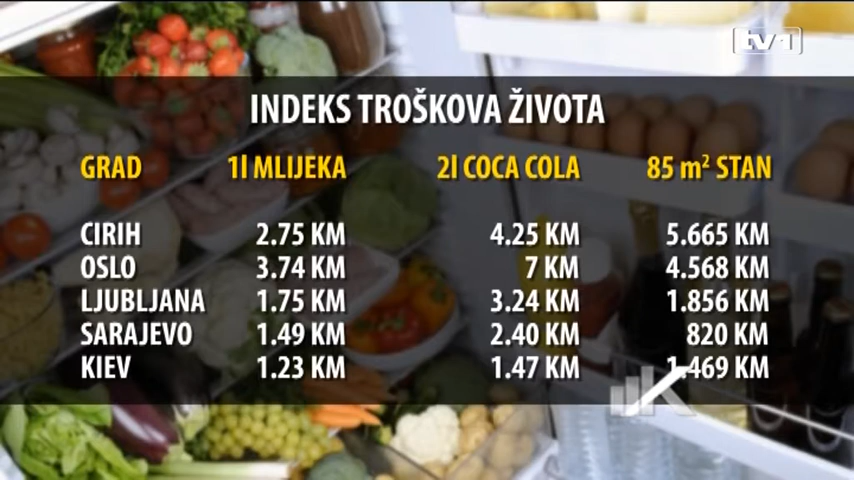 tv1
INDEKS TROŠKOVA ŽIVOTA
GRAD 1l MLIJEKA 2l COCA COLA 85 m² STAN
CIRIH 2.75 KM 4.25 KM 5.665 KM
OSLO 3.74 KM 7 KM 4.568 KM
LJUBLJANA 1.75 KM 3.24 KM 1.856 KM
SARAJEVO 1.49 KM 2.40 KM 820 KM
KIEV 1.23 KM 1.47 KM 1.469 KM
K